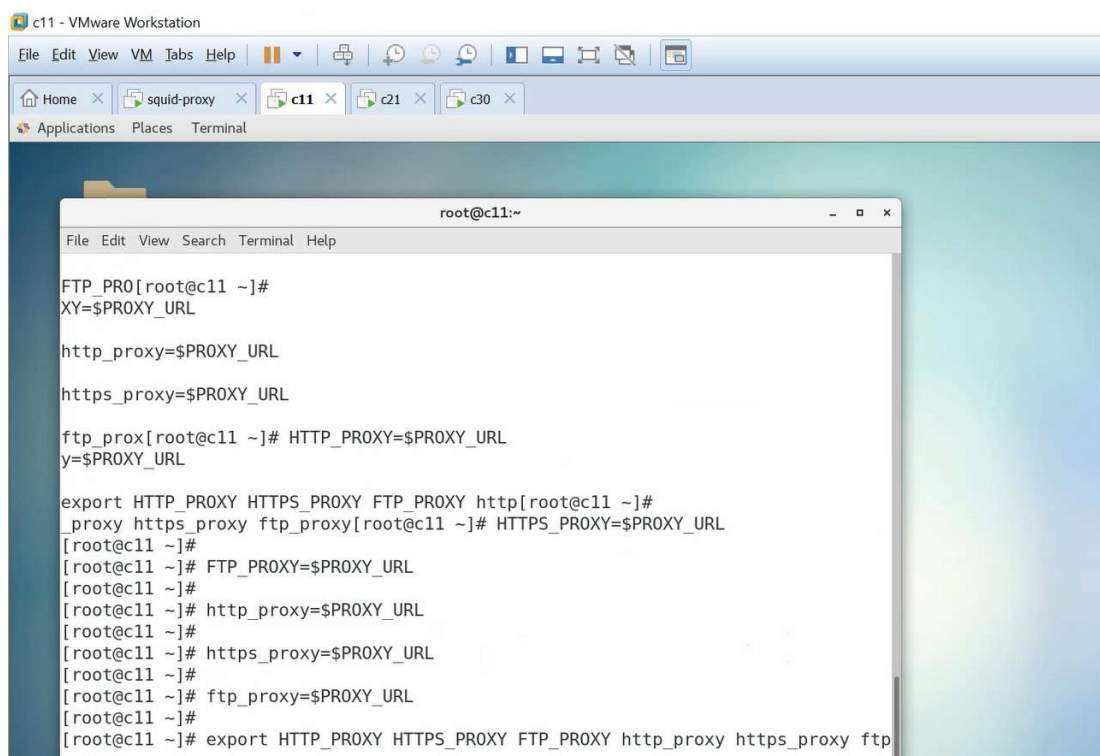 c11 - VMware Workstation
File Edit View VM Tabs Help
Home squid-proxy c11 c21 c30
Applications Places Terminal
root@c11:~
File Edit View Search Terminal Help
FTP_PRO[root@c11 ~]#
XY=$PROXY_URL
http_proxy=$PROXY_URL
https_proxy=$PROXY_URL
ftp_prox[root@c11 ~]# HTTP_PROXY=$PROXY_URL
y=$PROXY_URL
export HTTP_PROXY HTTPS_PROXY FTP_PROXY http[root@c11 ~]#
_proxy https_proxy ftp_proxy[root@c11 ~]# HTTPS_PROXY=$PROXY_URL
[root@c11 ~]#
[root@c11 ~]# FTP_PROXY=$PROXY_URL
[root@c11 ~]#
[root@c11 ~]# http_proxy=$PROXY_URL
[root@c11 ~]#
[root@c11 ~]# https_proxy=$PROXY_URL
[root@c11 ~]#
[root@c11 ~]# ftp_proxy=$PROXY_URL
[root@c11 ~]#
[root@c11 ~]# export HTTP_PROXY HTTPS_PROXY FTP_PROXY http_proxy https_proxy ftp